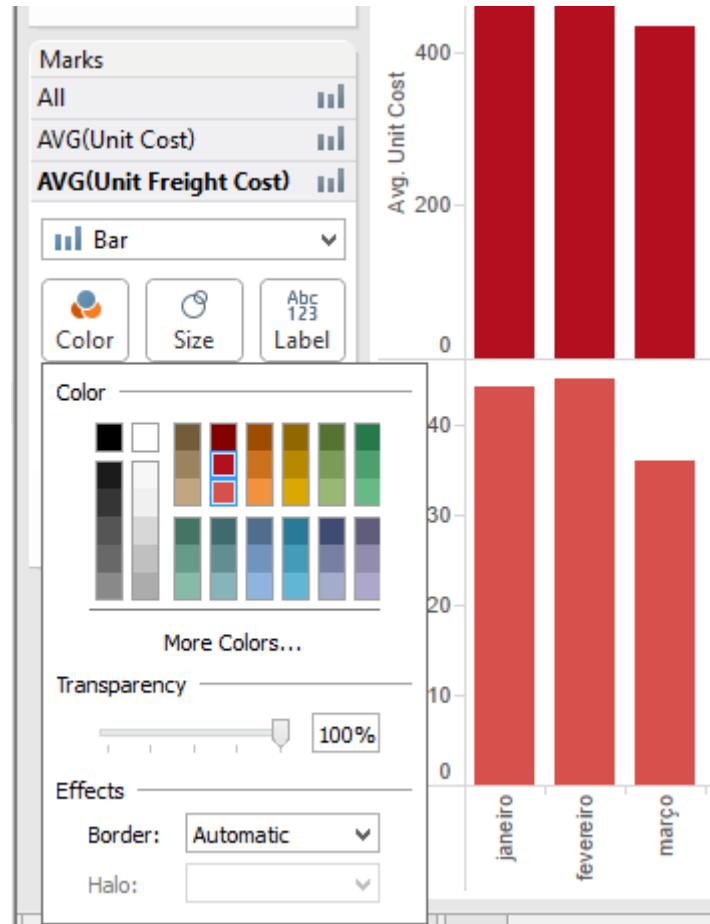 Marks
All
AVG(Unit Cost)
AVG(Unit Freight Cost)
Bar
Abc
123
Color
Size
Label
Color
More Colors...
Transparency
100%
Effects
Border:
Automatic
Halo:
Avg. Unit Cost
400
200
0
40
30
20
10
0
janeiro
fevereiro
março